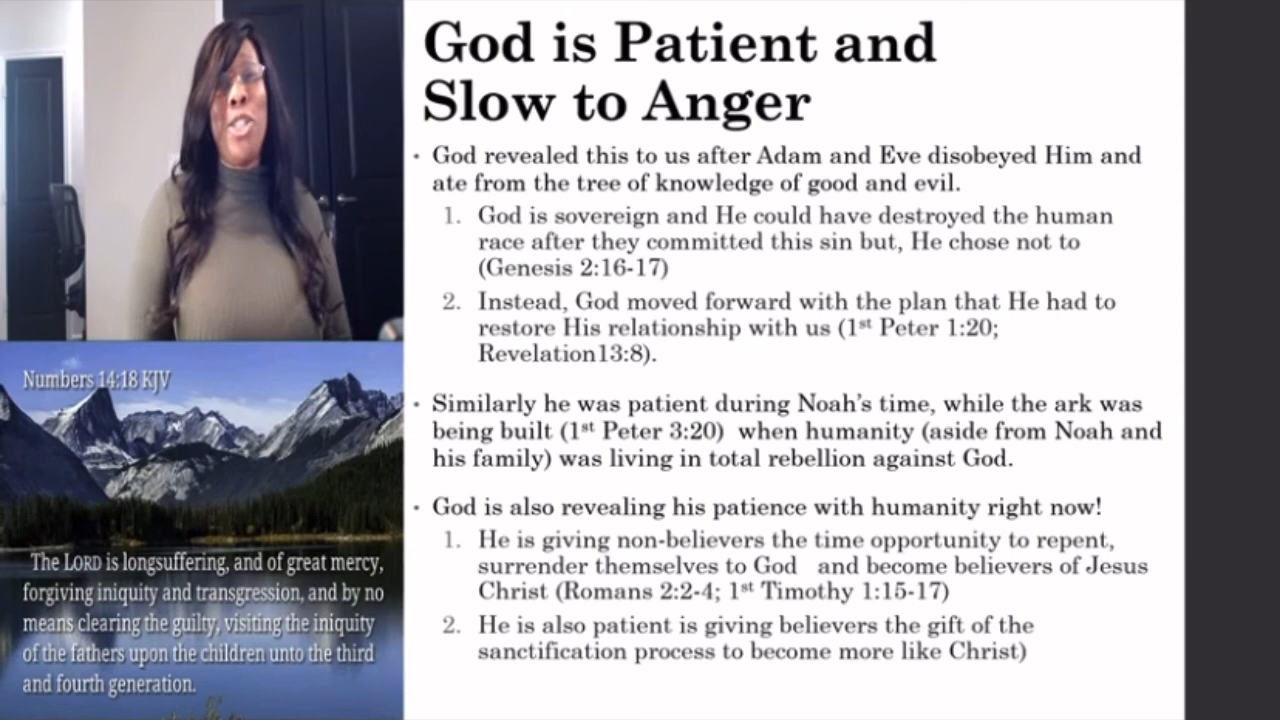 God is Patient and
Slow to Anger
• God revealed this to us after Adam and Eve disobeyed Him and
ate from the tree of knowledge of good and evil.
1. God is sovereign and He could have destroyed the human
race after they committed this sin but, He chose not to
(Genesis 2:16-17)
2. Instead, God moved forward with the plan that He had to
restore His relationship with us (1st Peter 1:20;
Revelation13:8).
• Similarly he was patient during Noah's time, while the ark was
being built (1st Peter 3:20) when humanity (aside from Noah and
his family) was living in total rebellion against God.
• God is also revealing his patience with humanity right now!
1. He is giving non-believers the time opportunity to repent,
surrender themselves to God and become believers of Jesus
Christ (Romans 2:2-4; 1st Timothy 1:15-17)
2. He is also patient is giving believers the gift of the
sanctification process to become more like Christ)
Numbers 14:18 KJV
The LORD is longsuffering, and of great mercy,
forgiving iniquity and transgression, and by no
means clearing the guilty, visiting the iniquity
of the fathers upon the children unto the third
and fourth generation.